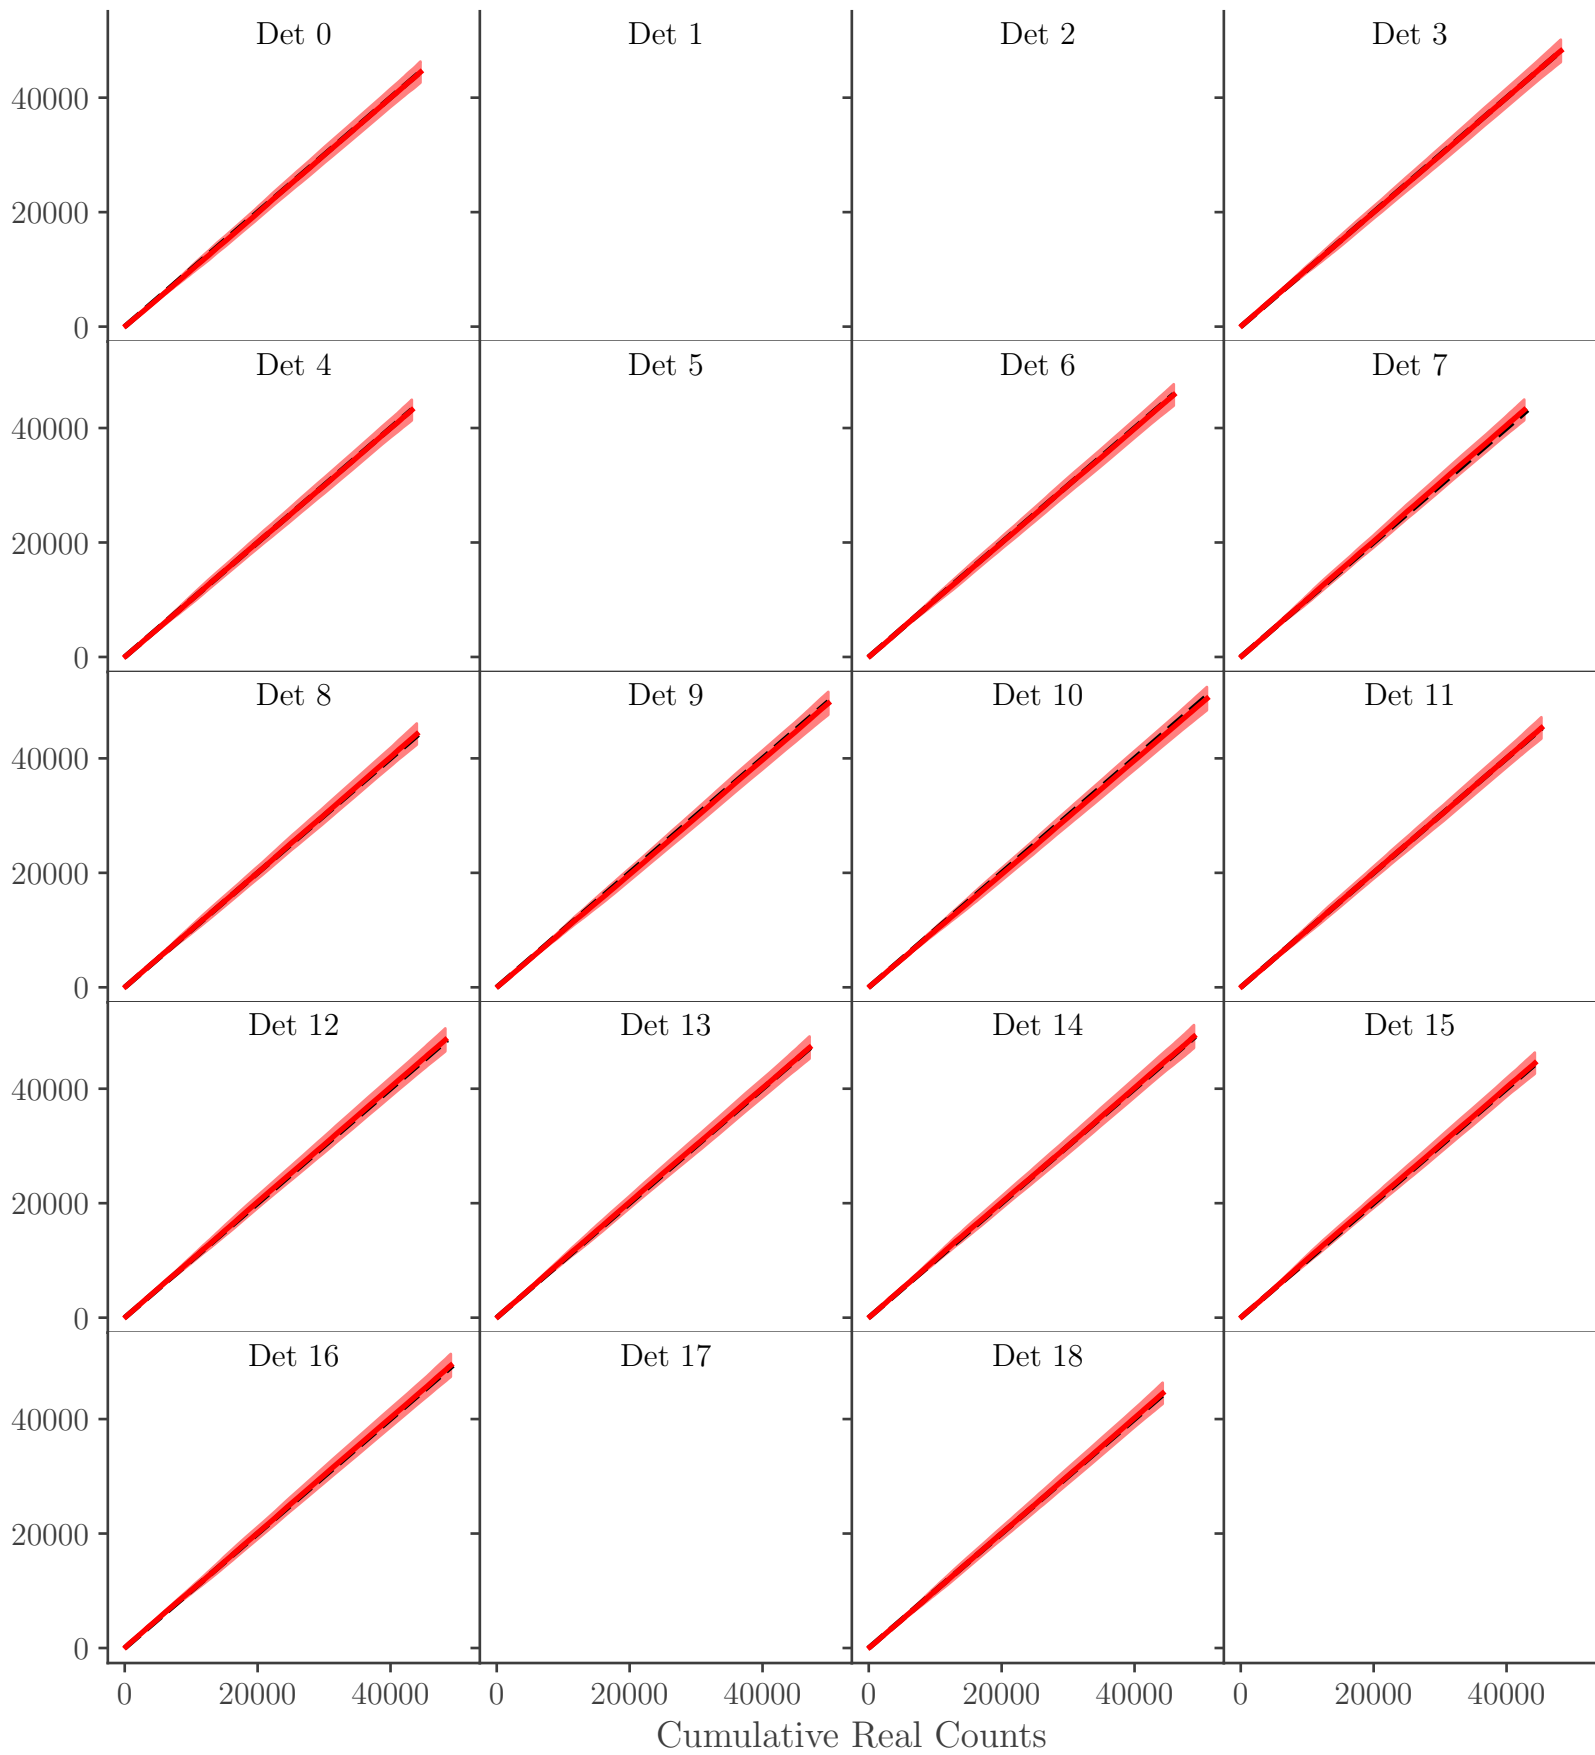 Det 0 Det 1 Det 2 Det 3
40000
20000
0
Det 4 Det 5 Det 6 Det 7
40000
20000
0
Det 8 Det 9 Det 10 Det 11
40000
20000
0
Det 12 Det 13 Det 14 Det 15
40000
20000
0
Det 16 Det 17 Det 18
40000
20000
0
0 20000 40000 0 20000 40000 0 20000 40000 0 20000 40000
Cumulative Real Counts